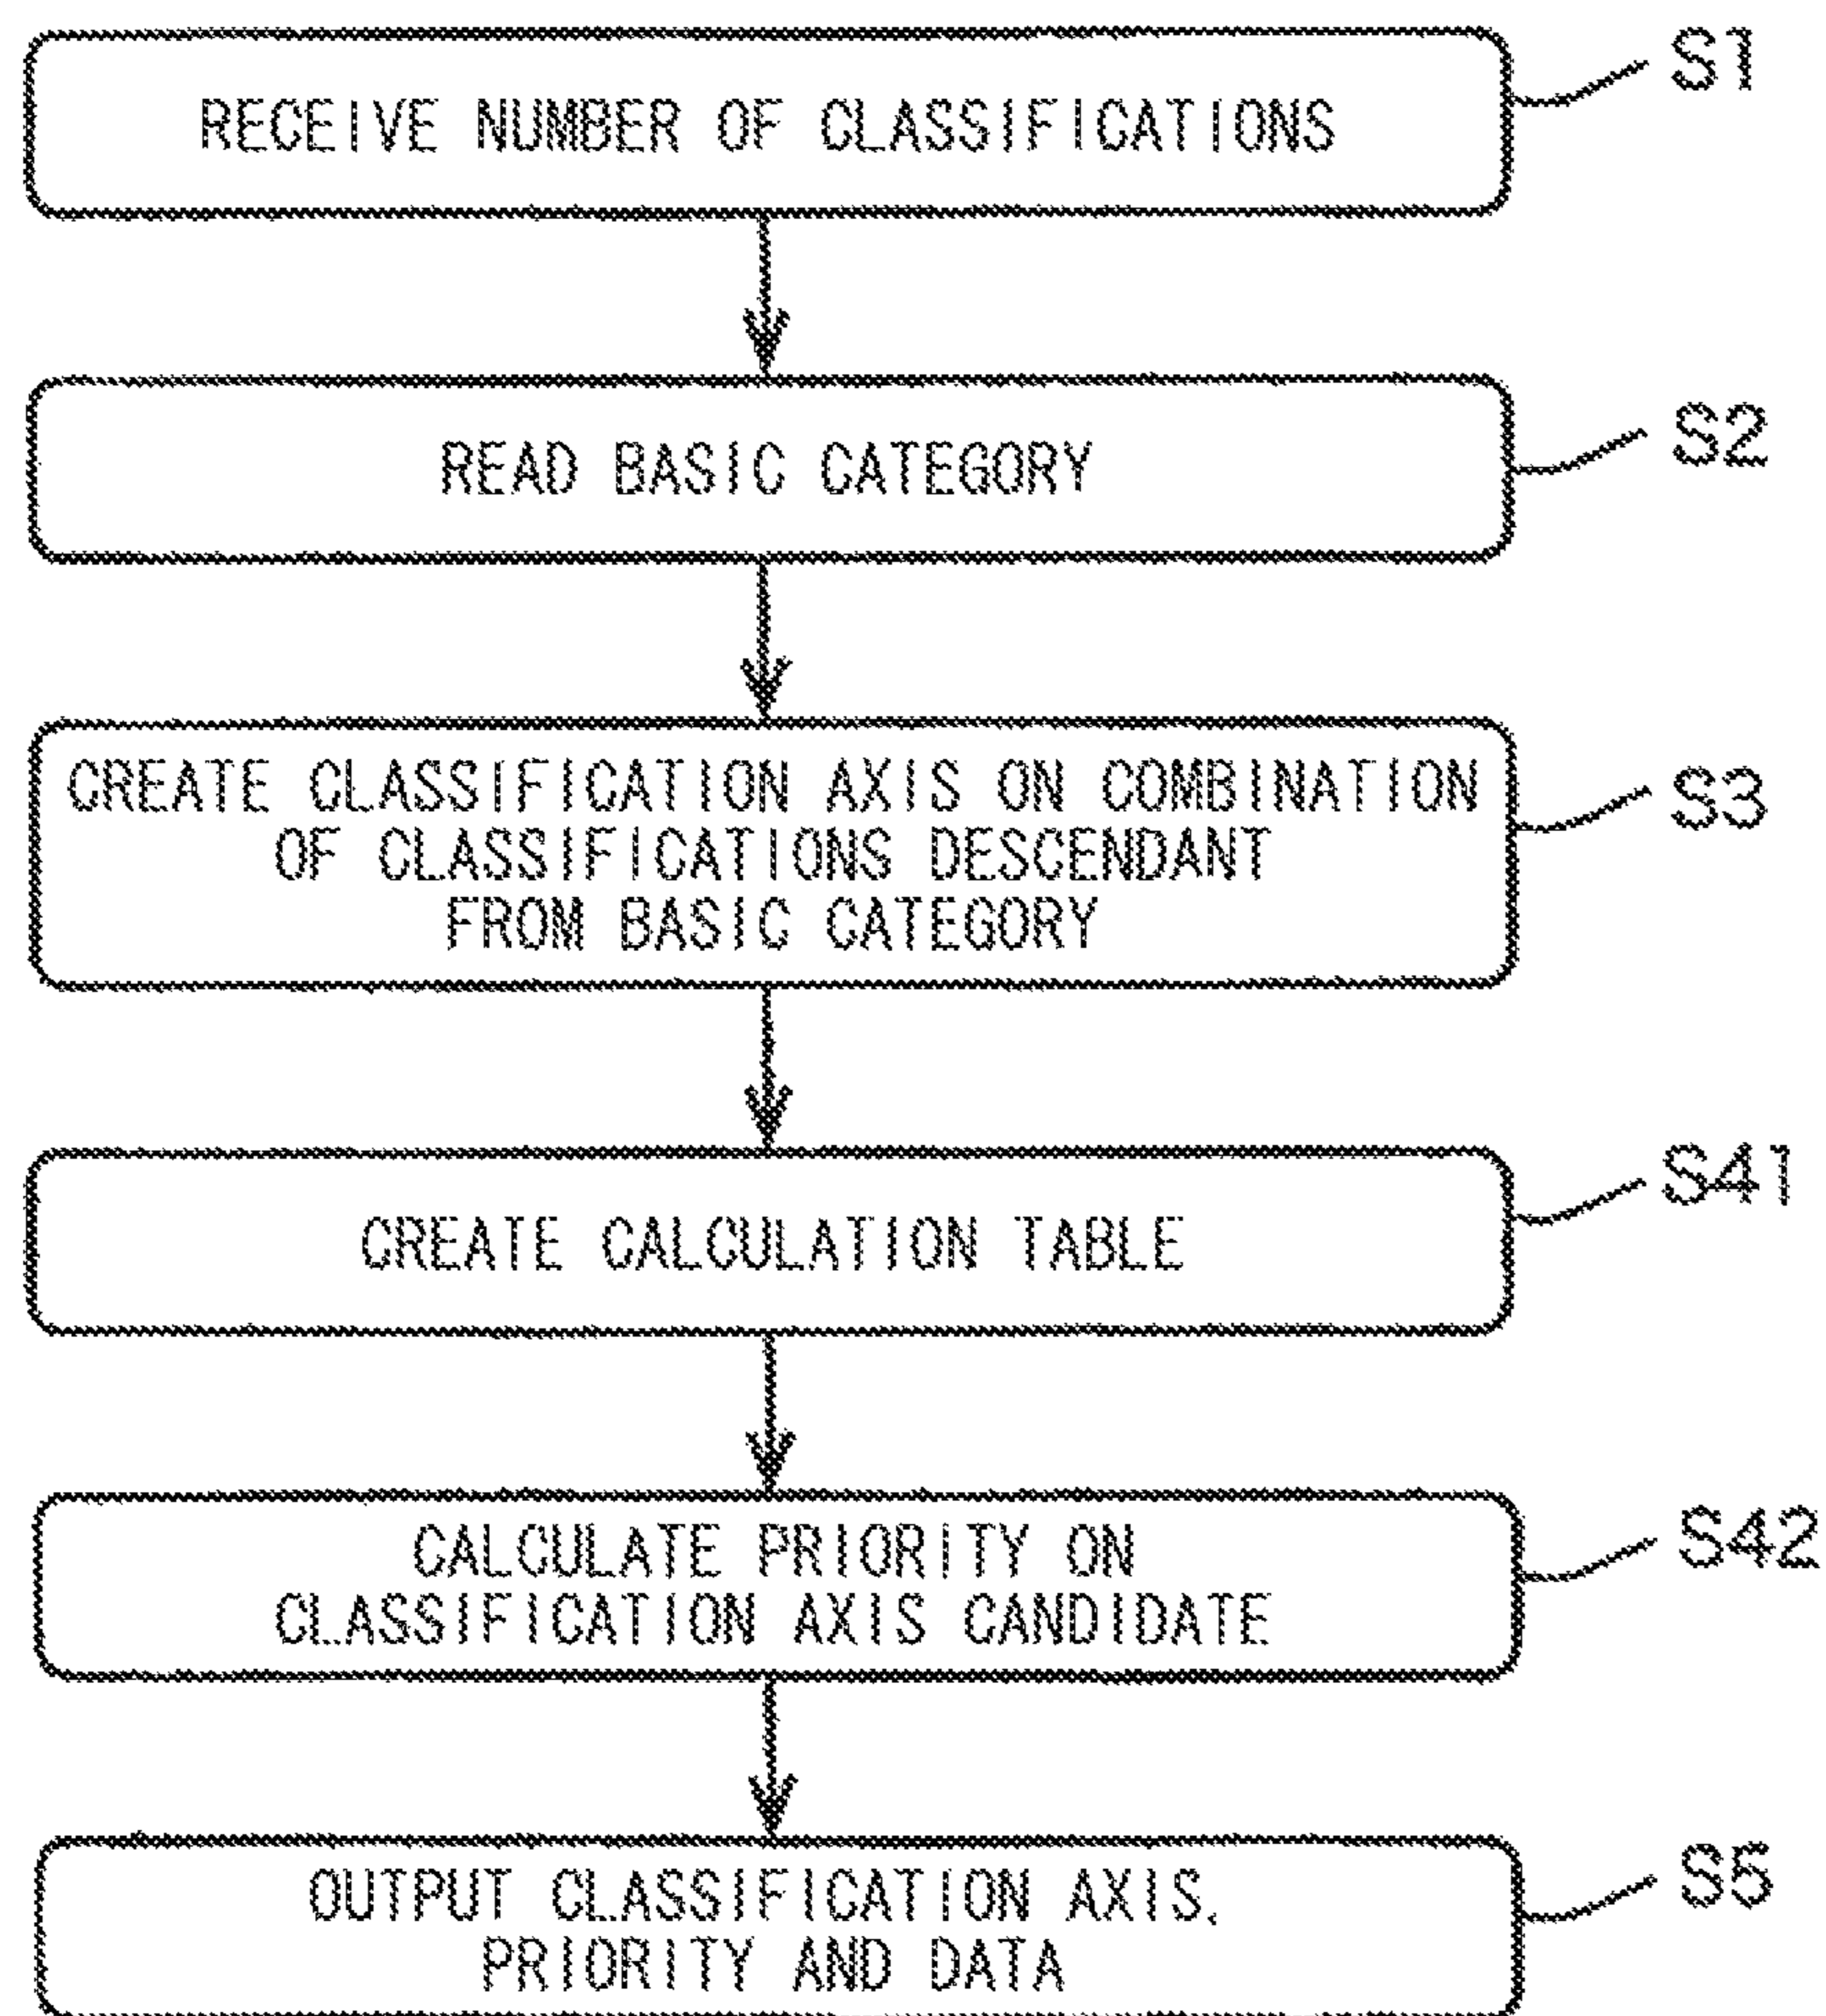 RECEIVE NUMBER OF CLASSIFICATIONS
S1
READ BASIC CATEGORY
S2
CREATE CLASSIFICATION AXIS ON COMBINATION
OF CLASSIFICATIONS DESCENDANT
FROM BASIC CATEGORY
S3
CREATE CALCULATION TABLE
S41
CALCULATE PRIORITY ON
CLASSIFICATION AXIS CANDIDATE
S42
OUTPUT CLASSIFICATION AXIS,
PRIORITY AND DATA
S5